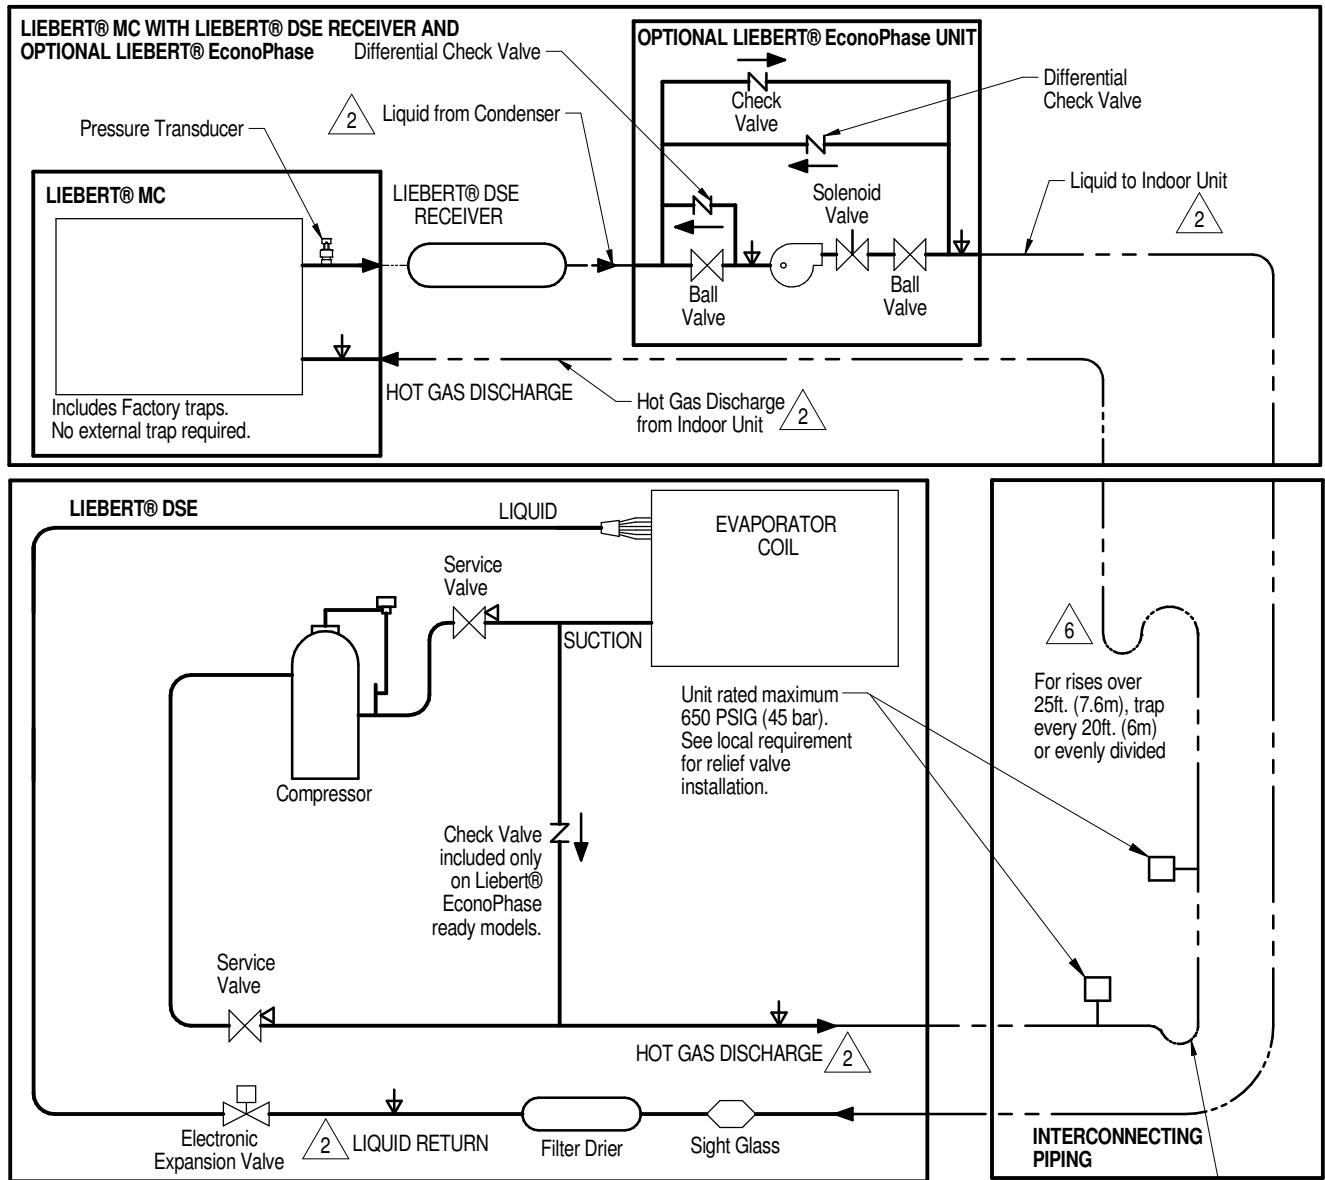 LIEBERT® MC WITH LIEBERT® DSE RECEIVER AND
OPTIONAL LIEBERT® EconoPhase
Differential Check Valve
OPTIONAL LIEBERT® EconoPhase UNIT
Check
Valve
Differential
Check Valve
2
Liquid from Condenser
Pressure Transducer
LIEBERT® MC
LIEBERT® DSE
RECEIVER
Solenoid
Valve
Liquid to Indoor Unit
2
Ball
Valve
Ball
Valve
HOT GAS DISCHARGE
Hot Gas Discharge
from Indoor Unit
2
Includes Factory traps.
No external trap required.
LIEBERT® DSE
LIQUID
EVAPORATOR
COIL
Service
Valve
SUCTION
Compressor
Unit rated maximum
650 PSIG (45 bar).
See local requirement
for relief valve
installation.
6
For rises over
25ft. (7.6m), trap
every 20ft. (6m)
or evenly divided
Check Valve
included only
on Liebert®
EconoPhase
ready models.
Service
Valve
HOT GAS DISCHARGE
2
Electronic
Expansion Valve
2
LIQUID RETURN
Filter Drier
Sight Glass
INTERCONNECTING
PIPING